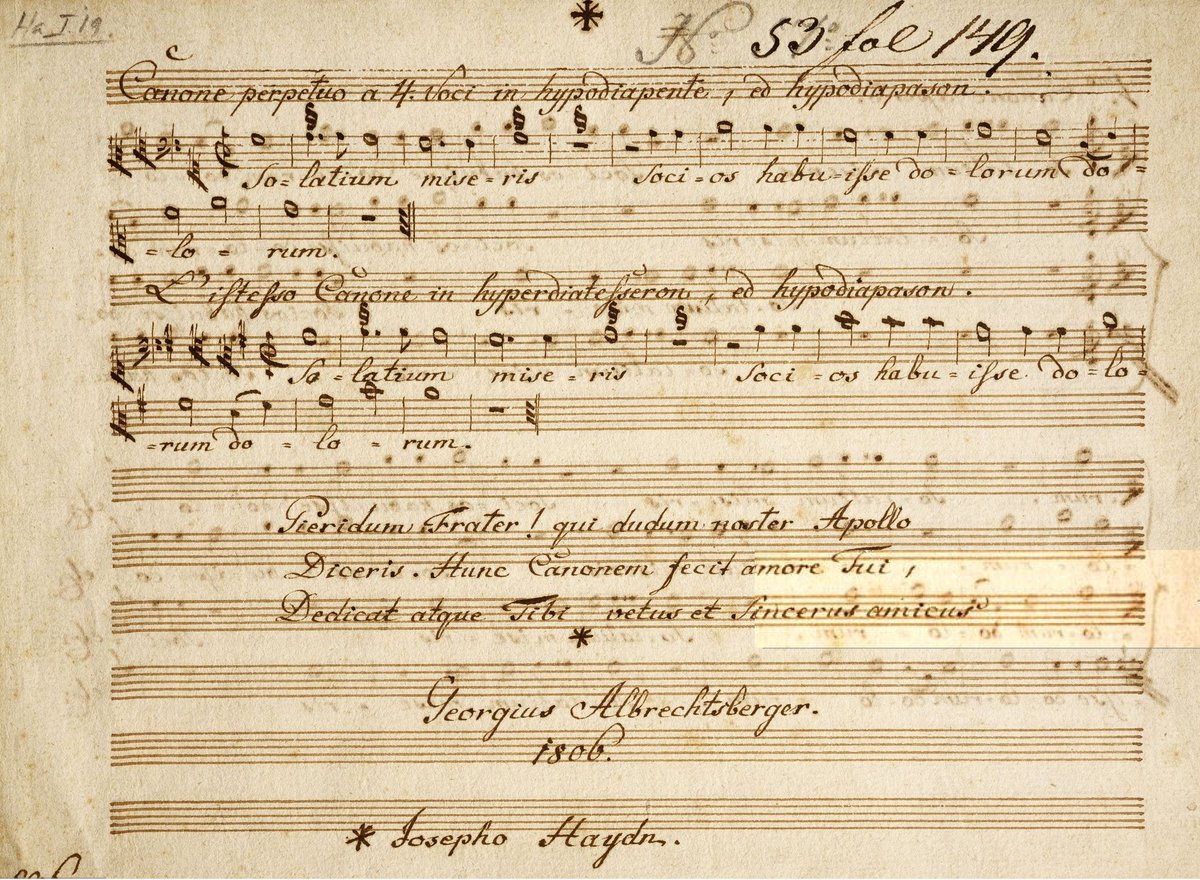 Ha I. 19.
No 53 fol 149.
Canone perpetuo a 4. Voci in hypodiapente, ed hypodiapason.
So=latium mise=ris Soci=os habu=isse do=lorum do=
=lo=rum.
L'istesso Canone in hyperdiatesseron, ed hypodiapason.
So=latium mise=ris Soci=os habu=isse do=lo=
=rum do=lo=rum.
Pieridum Frater! qui dudum noster Apollo
Diceris. Hunc Canonem fecit amore Tui,
Dedicat atque Tibi vetus et sincerus amicus
*
Georgius Albrechtsberger.
1806.
* Josepho Haydn.